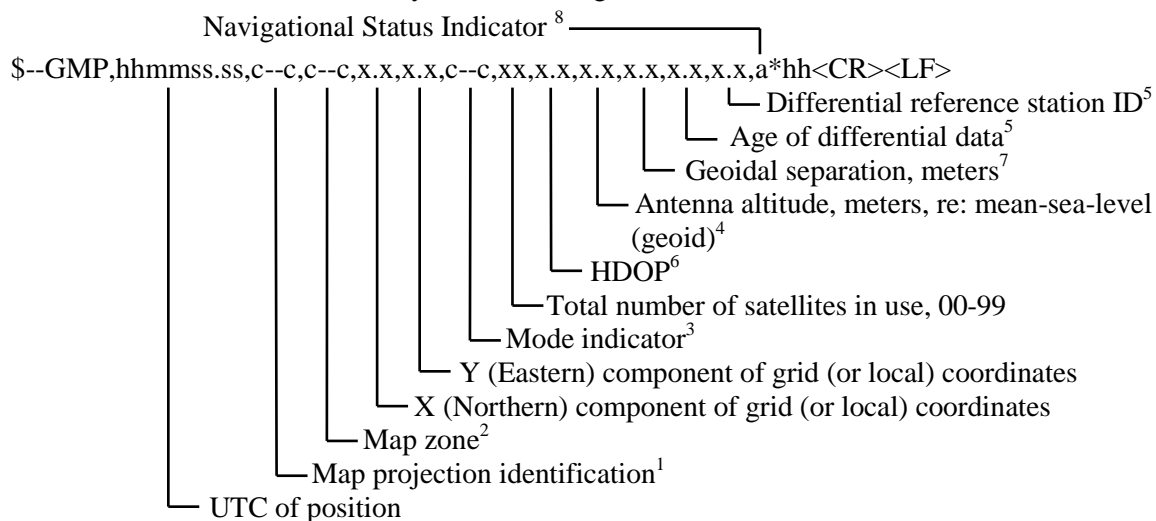 Navigational Status Indicator 8
$--GMP,hhmmss.ss,c--c,c--c,x.x,x.x,c--c,xx,x.x,x.x,x.x,x.x,x.x,a*hh<CR><LF>
Differential reference station ID5
Age of differential data5
Geoidal separation, meters7
Antenna altitude, meters, re: mean-sea-level
(geoid)4
HDOP6
Total number of satellites in use, 00-99
Mode indicator3
Y (Eastern) component of grid (or local) coordinates
X (Northern) component of grid (or local) coordinates
Map zone2
Map projection identification1
UTC of position